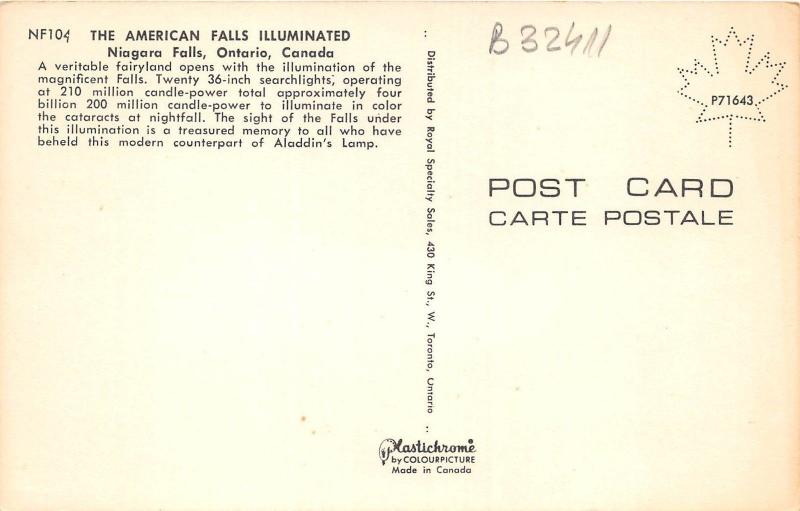 NF104 THE AMERICAN FALLS ILLUMINATED
Niagara Falls, Ontario, Canada
A veritable fairyland opens with the illumination of the
magnificent Falls. Twenty 36-inch searchlights, operating
at 210 million candle-power total approximately four
billion 200 million candle-power to illuminate in color
the cataracts at nightfall. The sight of the Falls under
this illumination is a treasured memory to all who have
beheld this modern counterpart of Aladdin's Lamp.
:: Distributed by Royal Specialty Sales, 430 King St., W., Toronto, Ontario ::
Plastichrome
by COLOURPICTURE
Made in Canada
B32411
P71643
POST CARD
CARTE POSTALE